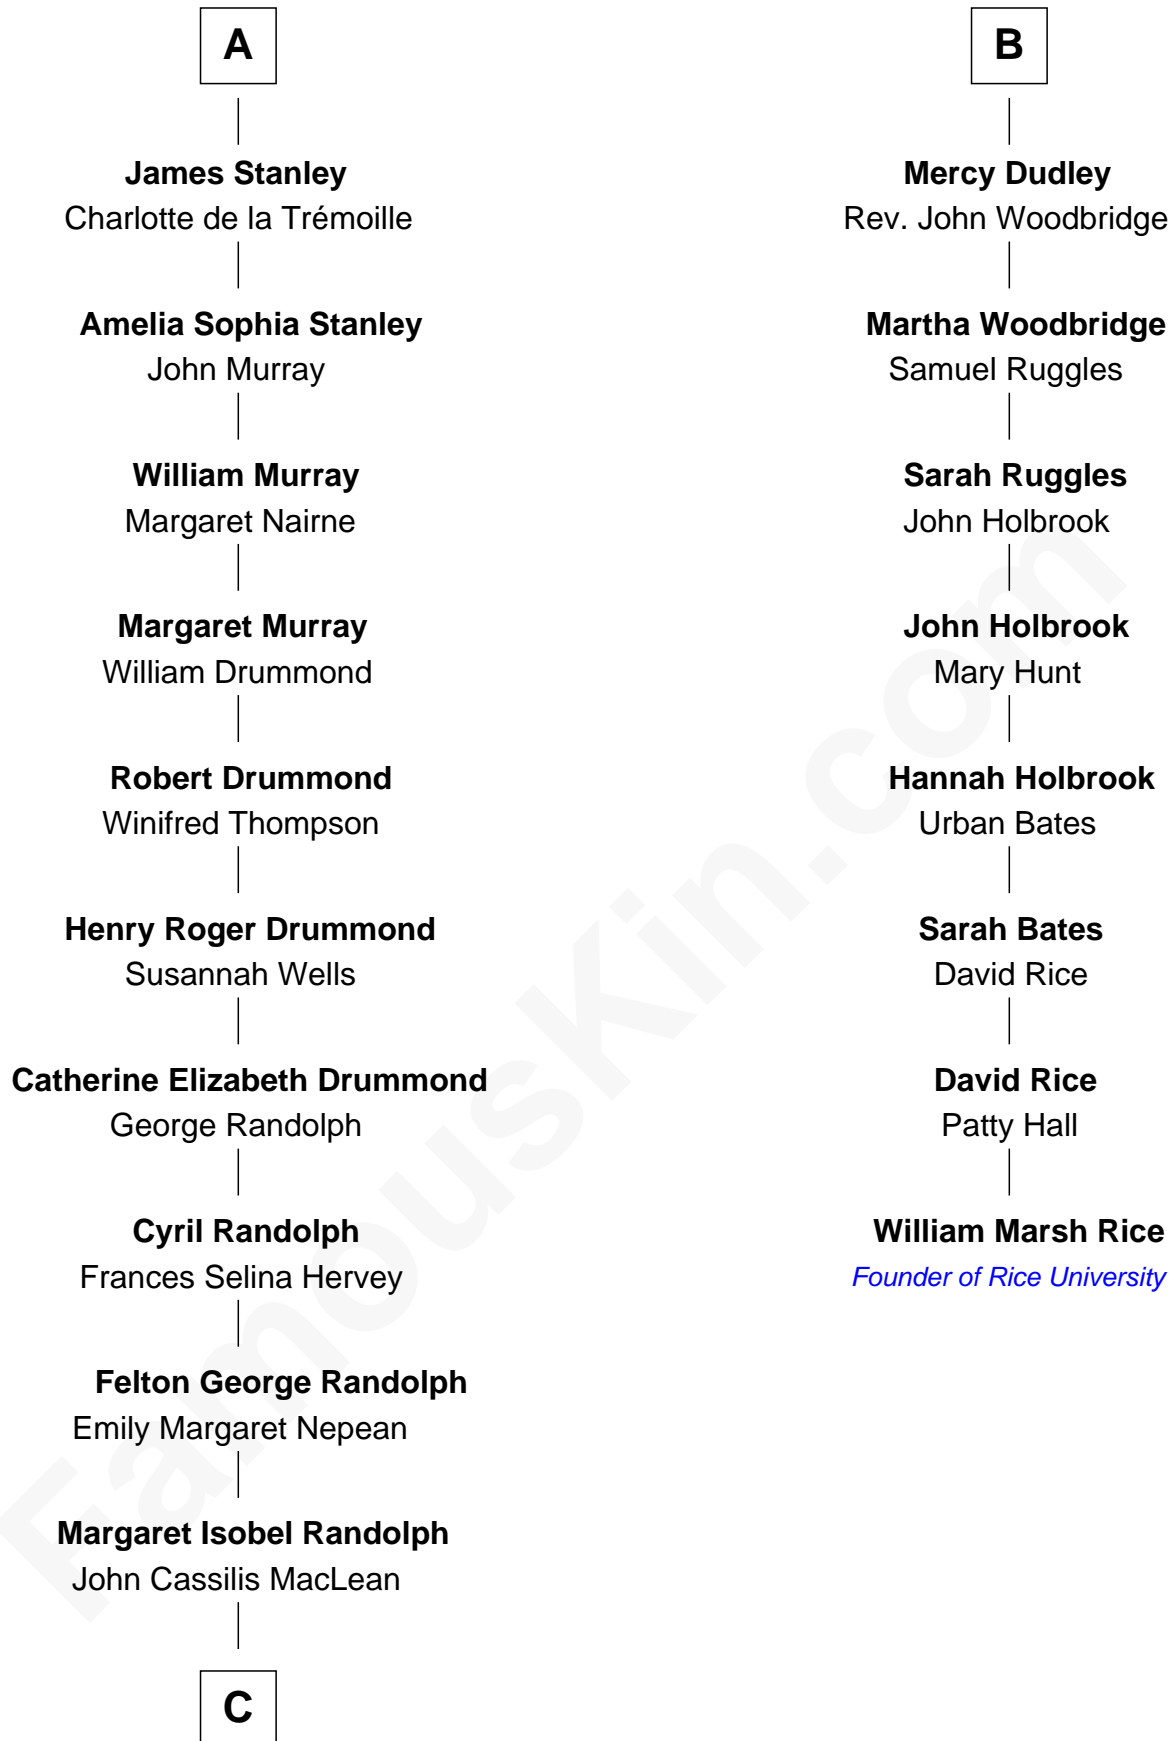 A
James Stanley
Charlotte de la Trémoille
Amelia Sophia Stanley
John Murray
William Murray
Margaret Nairne
Margaret Murray
William Drummond
Robert Drummond
Winifred Thompson
Henry Roger Drummond
Susannah Wells
Catherine Elizabeth Drummond
George Randolph
Cyril Randolph
Frances Selina Hervey
Felton George Randolph
Emily Margaret Nepean
Margaret Isobel Randolph
John Cassilis MacLean
C
B
Mercy Dudley
Rev. John Woodbridge
Martha Woodbridge
Samuel Ruggles
Sarah Ruggles
John Holbrook
John Holbrook
Mary Hunt
Hannah Holbrook
Urban Bates
Sarah Bates
David Rice
David Rice
Patty Hall
William Marsh Rice
Founder of Rice University
FamousKin.com